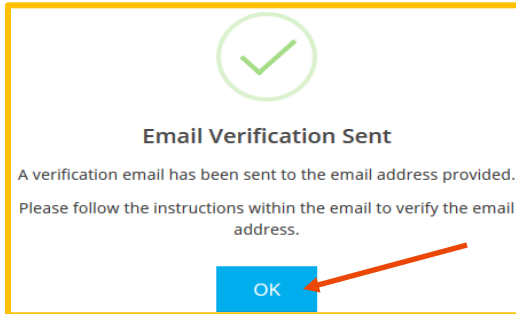 Email Verification Sent
A verification email has been sent to the email address provided.
Please follow the instructions within the email to verify the email
address.
OK